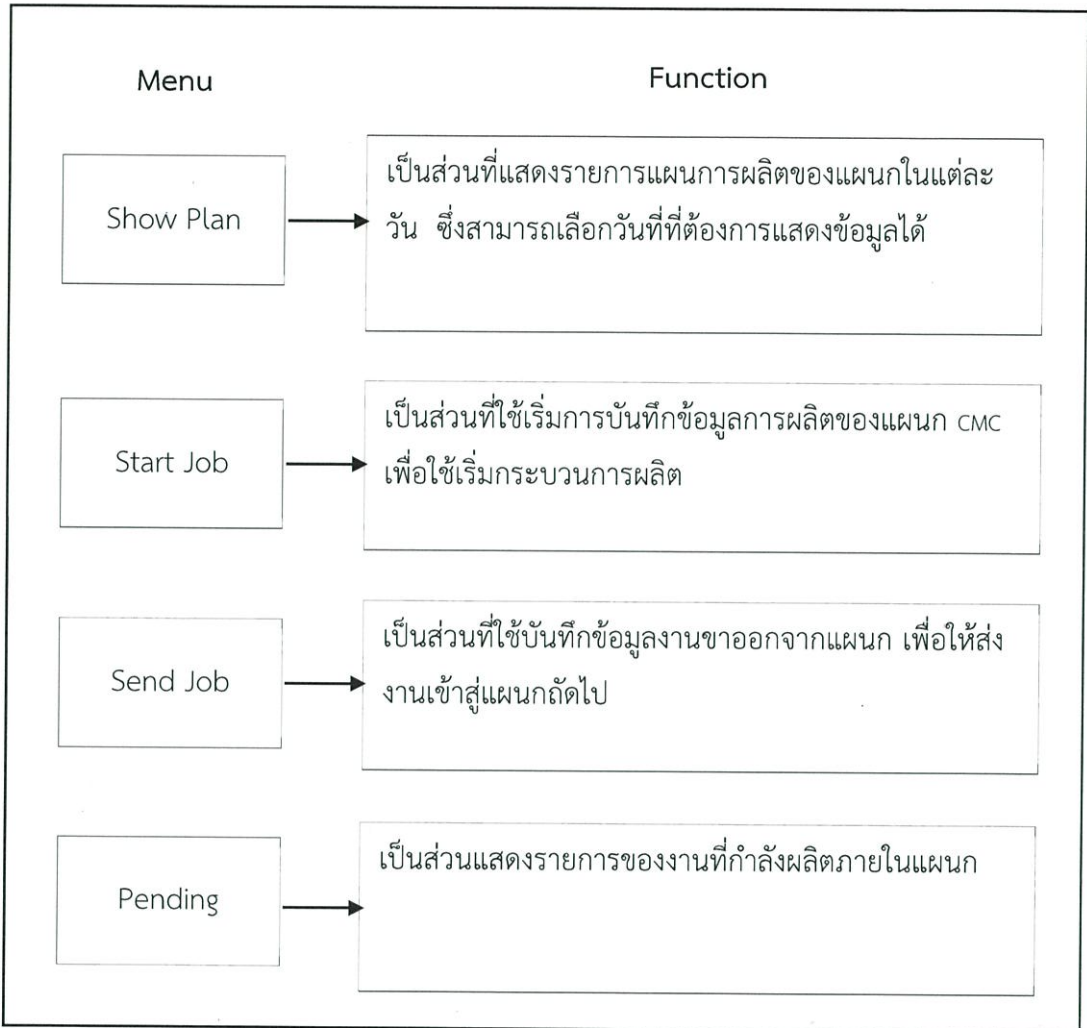 Menu
Function
Show Plan
เป็นส่วนที่แสดงรายการแผนการผลิตของแผนกในแต่ละ
วัน ซึ่งสามารถเลือกวันที่ที่ต้องการแสดงข้อมูลได้
Start Job
เป็นส่วนที่ใช้เริ่มการบันทึกข้อมูลการผลิตของแผนก CMC
เพื่อใช้เริ่มกระบวนการผลิต
Send Job
เป็นส่วนที่ใช้บันทึกข้อมูลงานขาออกจากแผนก เพื่อให้ส่ง
งานเข้าสู่แผนกถัดไป
Pending
เป็นส่วนแสดงรายการของงานที่กำลังผลิตภายในแผนก